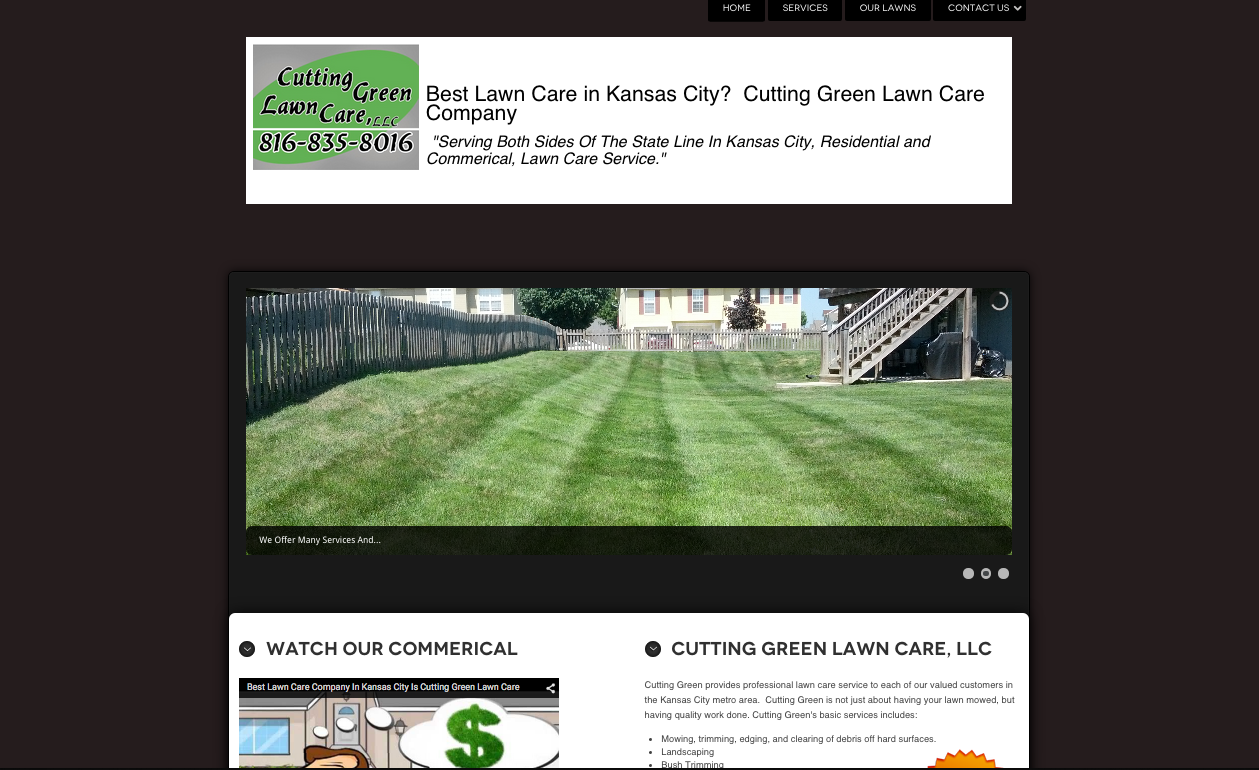 HOME
SERVICES
OUR LAWNS
CONTACT US
Cutting
Green
Lawn
Care, LLC
816-835-8016
Best Lawn Care in Kansas City?  Cutting Green Lawn Care
Company
"Serving Both Sides Of The State Line In Kansas City, Residential and
Commerical, Lawn Care Service."
We Offer Many Services And...
WATCH OUR COMMERICAL
Best Lawn Care Company In Kansas City Is Cutting Green Lawn Care
$
CUTTING GREEN LAWN CARE, LLC
Cutting Green provides professional lawn care service to each of our valued customers in
the Kansas City metro area.  Cutting Green is not just about having your lawn mowed, but
having quality work done. Cutting Green's basic services includes:
• Mowing, trimming, edging, and clearing of debris off hard surfaces.
• Landscaping
• Bush Trimming